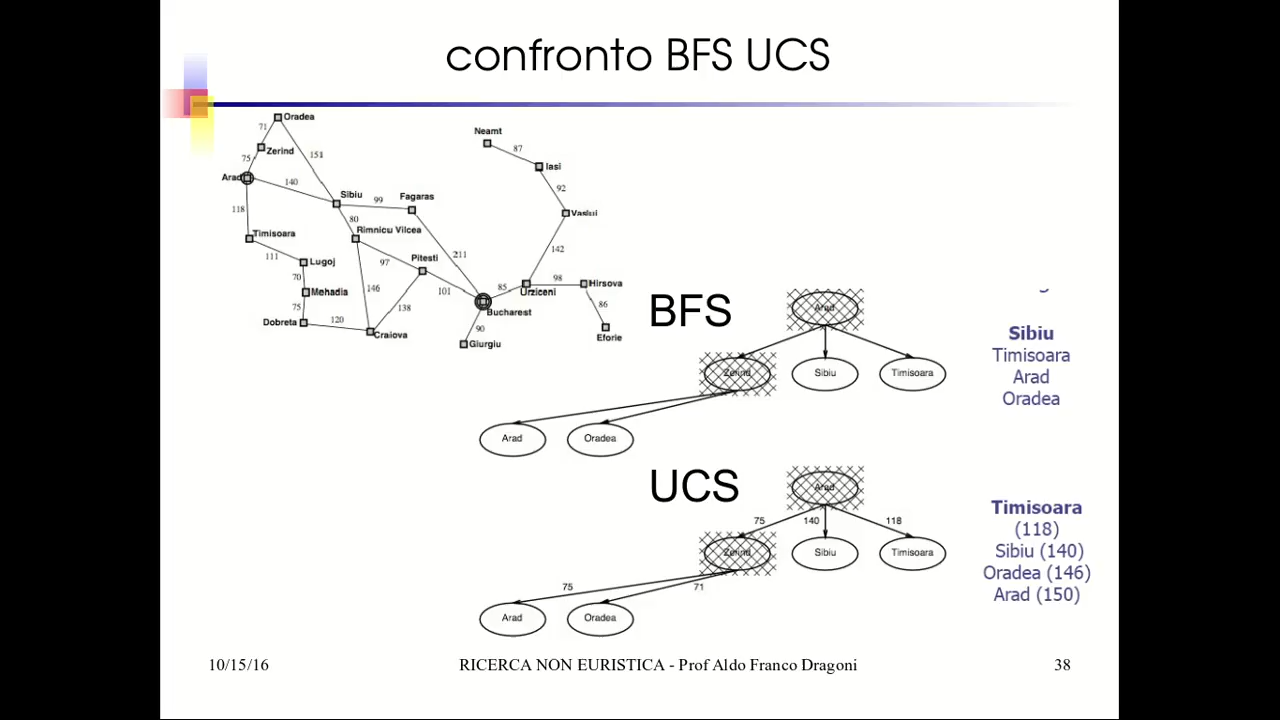 confronto BFS UCS
Oradea
71
Zerind
151
75
Arad
140
118
Sibiu
99
Fagaras
80
Rimnicu Vilcea
Timisoara
111
Lugoj
70
Mehadia
75
Dobreta
120
Craiova
146
97
Pitesti
138
101
211
Bucharest
90
Giurgiu
85
Urziceni
98
Hirsova
86
Eforie
142
Vaslui
92
Iasi
87
Neamt
BFS
Arad
Zerind
Sibiu
Timisoara
Arad
Oradea
Sibiu
Timisoara
Arad
Oradea
UCS
Arad
75
140
118
Zerind
Sibiu
Timisoara
75
71
Arad
Oradea
Timisoara
(118)
Sibiu (140)
Oradea (146)
Arad (150)
10/15/16
RICERCA NON EURISTICA - Prof Aldo Franco Dragoni
38